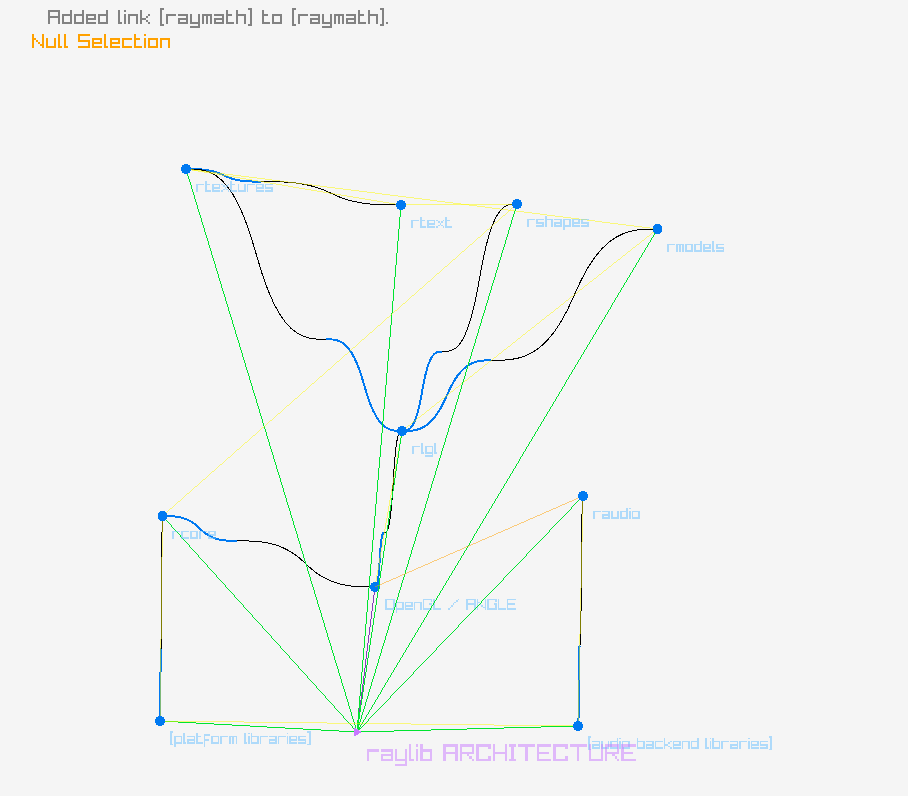 Added link [raymath] to [raymath].
Null Selection
rtextures
rtext
rshapes
rmodels
rlgl
raudio
rcore
OpenGL / ANGLE
[platform libraries]
[audio backend libraries]
raylib ARCHITECTURE